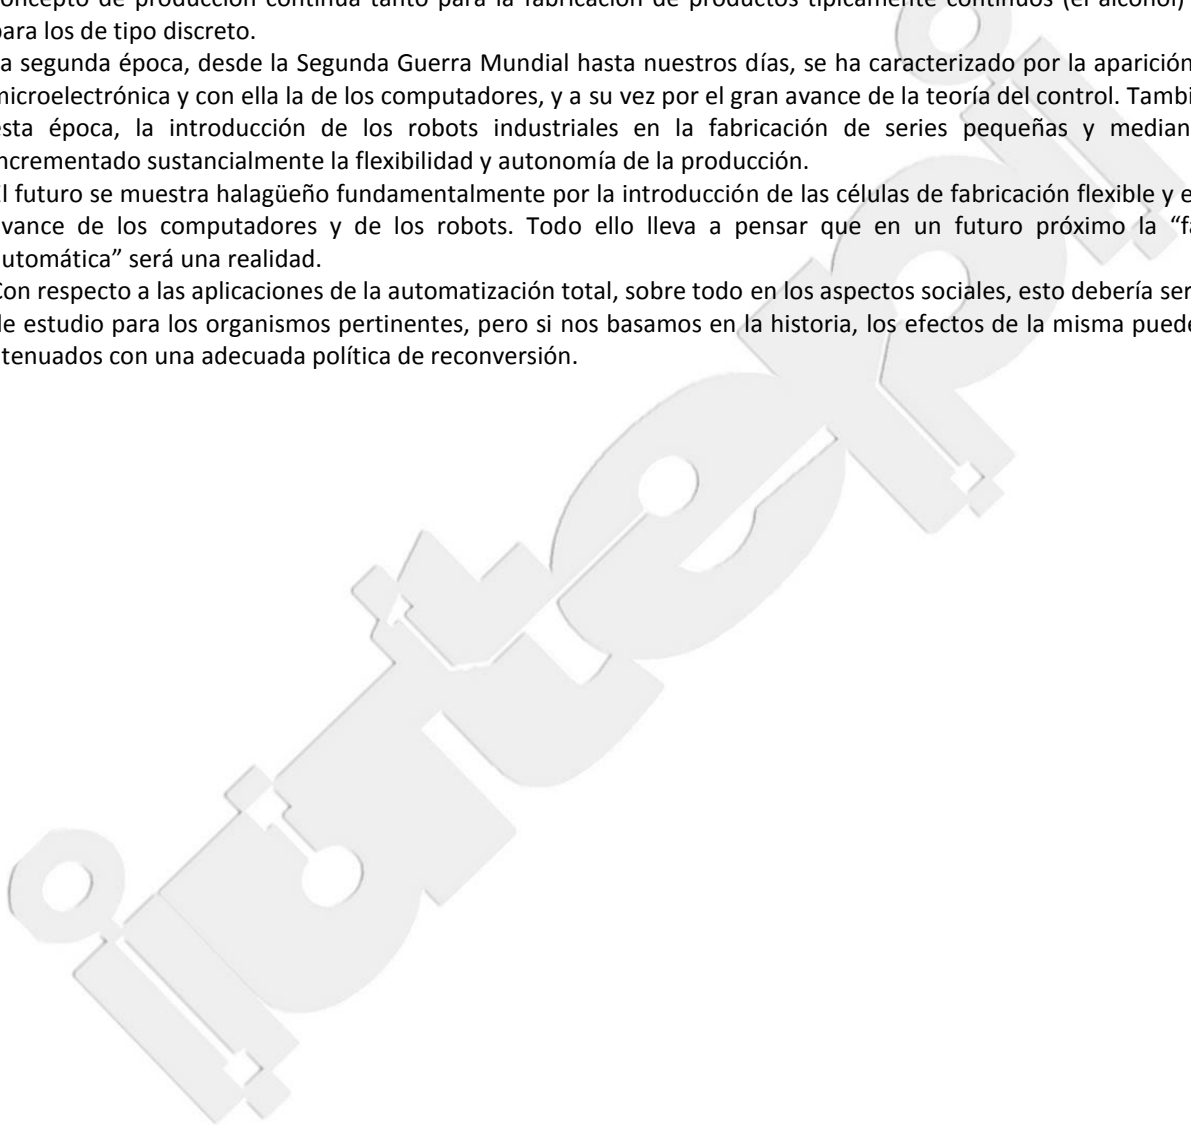 concepto de producción continua tanto para la fabricación de productos típicamente continuos (el alcohol)
para los de tipo discreto.
a segunda época, desde la Segunda Guerra Mundial hasta nuestros días, se ha caracterizado por la aparición
microelectrónica y con ella la de los computadores, y a su vez por el gran avance de la teoría del control. Tambi
esta época, la introducción de los robots industriales en la fabricación de series pequeñas y median
incrementado sustancialmente la flexibilidad y autonomía de la producción.
El futuro se muestra halagüeño fundamentalmente por la introducción de las células de fabricación flexible y e
avance de los computadores y de los robots. Todo ello lleva a pensar que en un futuro próximo la “fa
automática” será una realidad.
Con respecto a las aplicaciones de la automatización total, sobre todo en los aspectos sociales, esto debería ser
de estudio para los organismos pertinentes, pero si nos basamos en la historia, los efectos de la misma puede
atenuados con una adecuada política de reconversión.